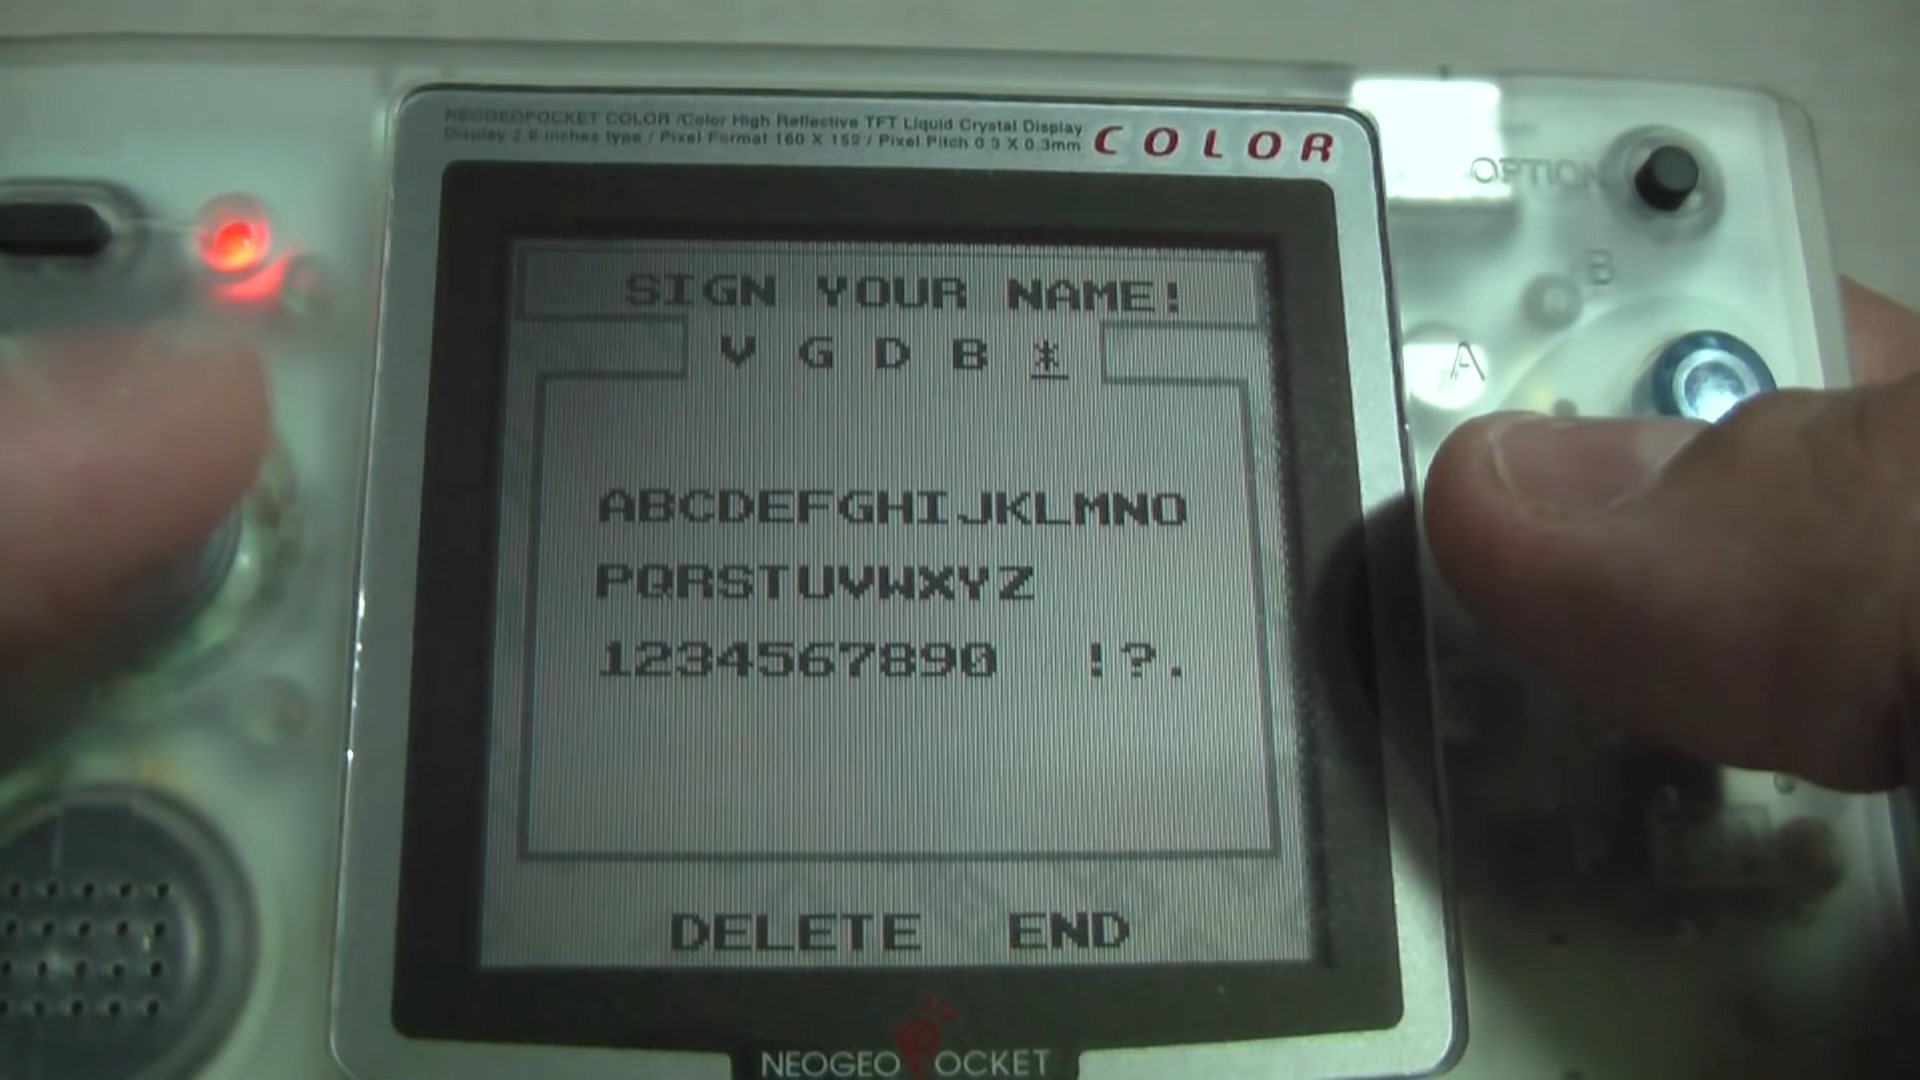 NEOGEOPOCKET COLOR /Color High Reflective TFT Liquid Crystal Display
Display 2.6 inches type / Pixel Format 160 X 152 / Pixel Pitch 0.3 X 0.3mm
COLOR
OPTION
B
A
SIGN YOUR NAME!
V G D B *
ABCDEFGHIJKLMNO
PQRSTUVWXYZ
1234567890 !?.
DELETE END
NEOGEO POCKET